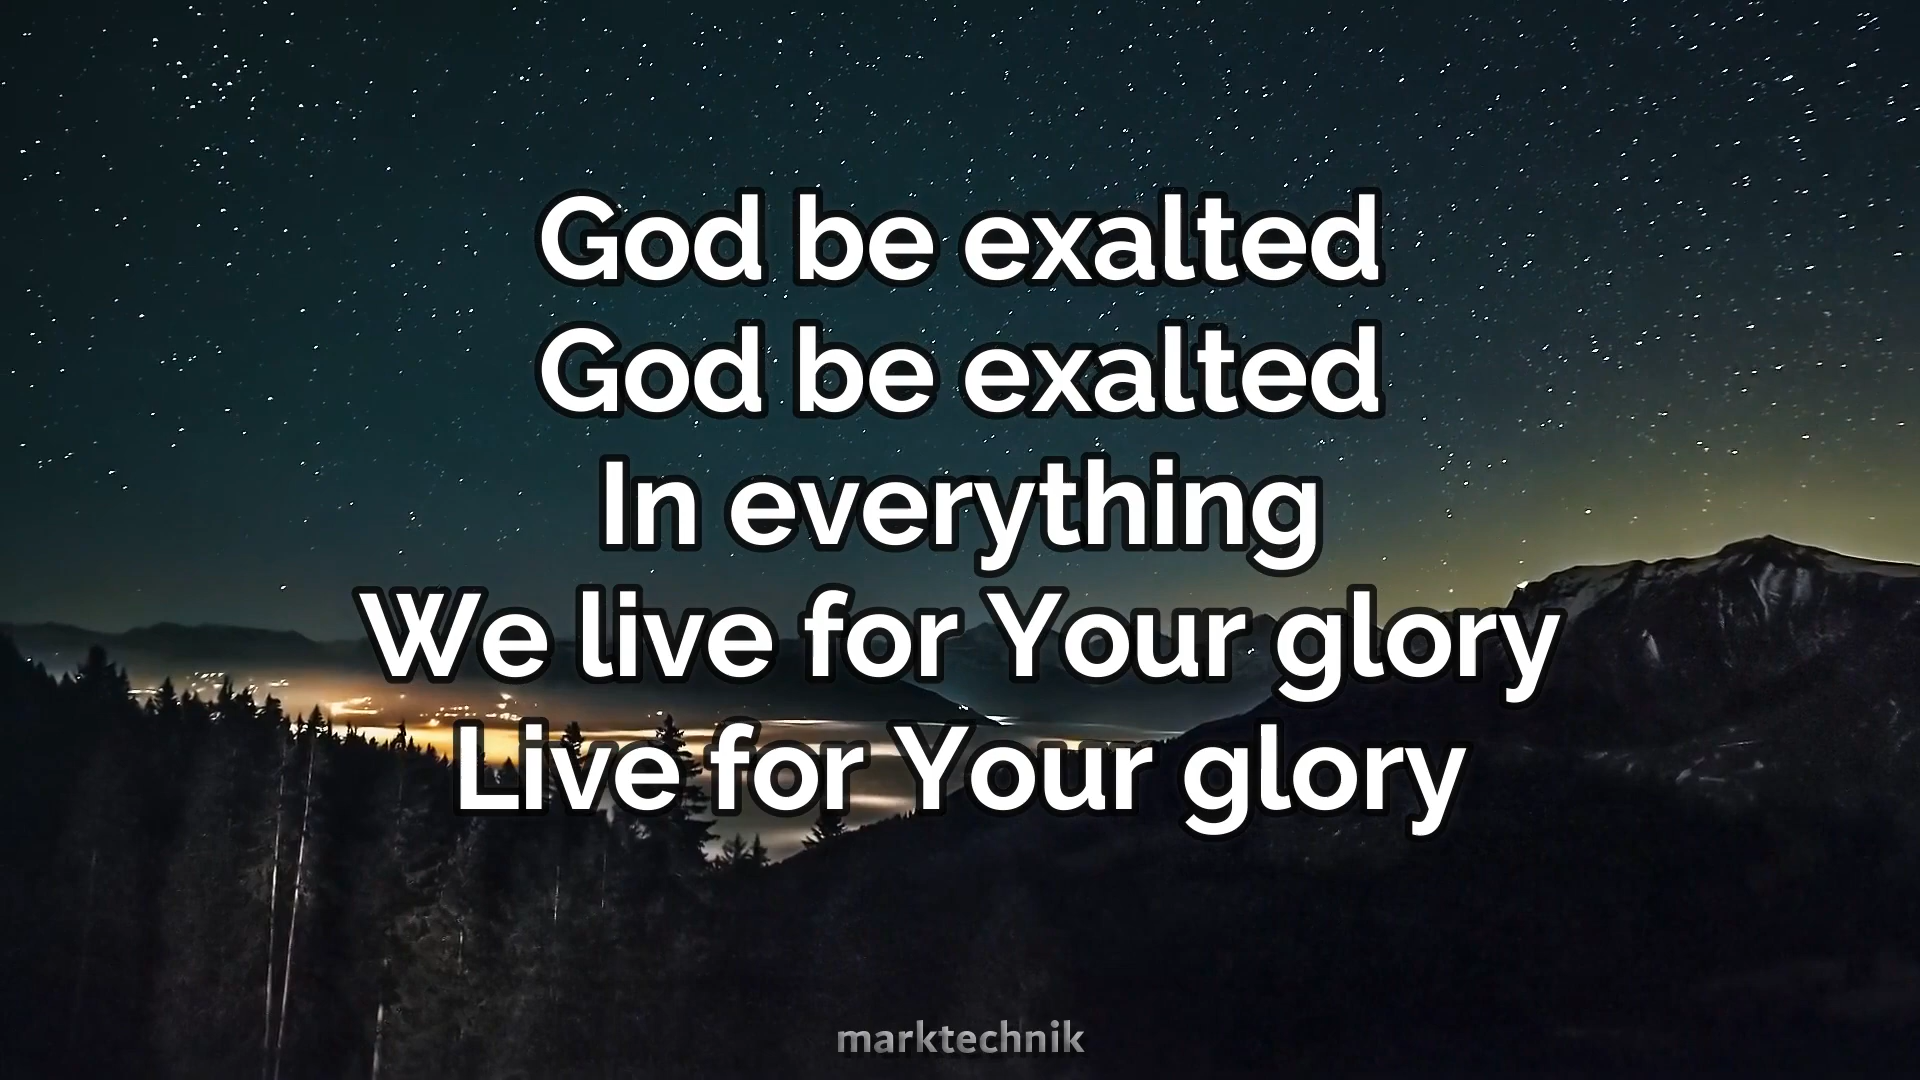 God be exalted
God be exalted
In everything
We live for Your glory
Live for Your glory
marktechnik